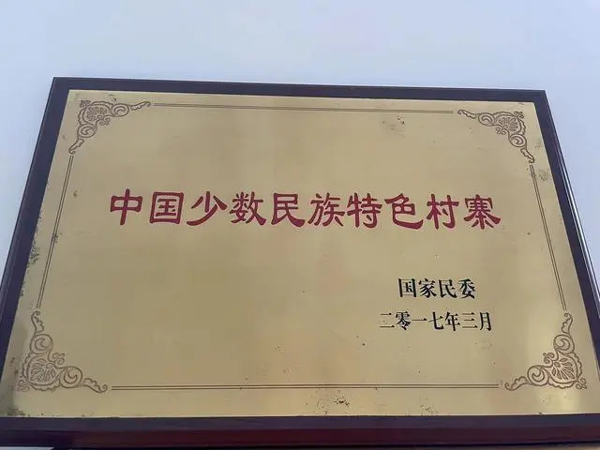 中国少数民族特色村寨
国家民委
二零一七年三月